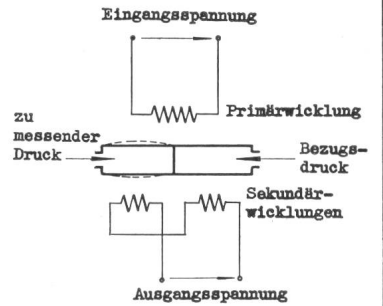 Eingangsspannung
Primärwicklung
zu
messender
Druck
Bezugs-
druck
Sekundär-
wicklungen
Ausgangsspannung